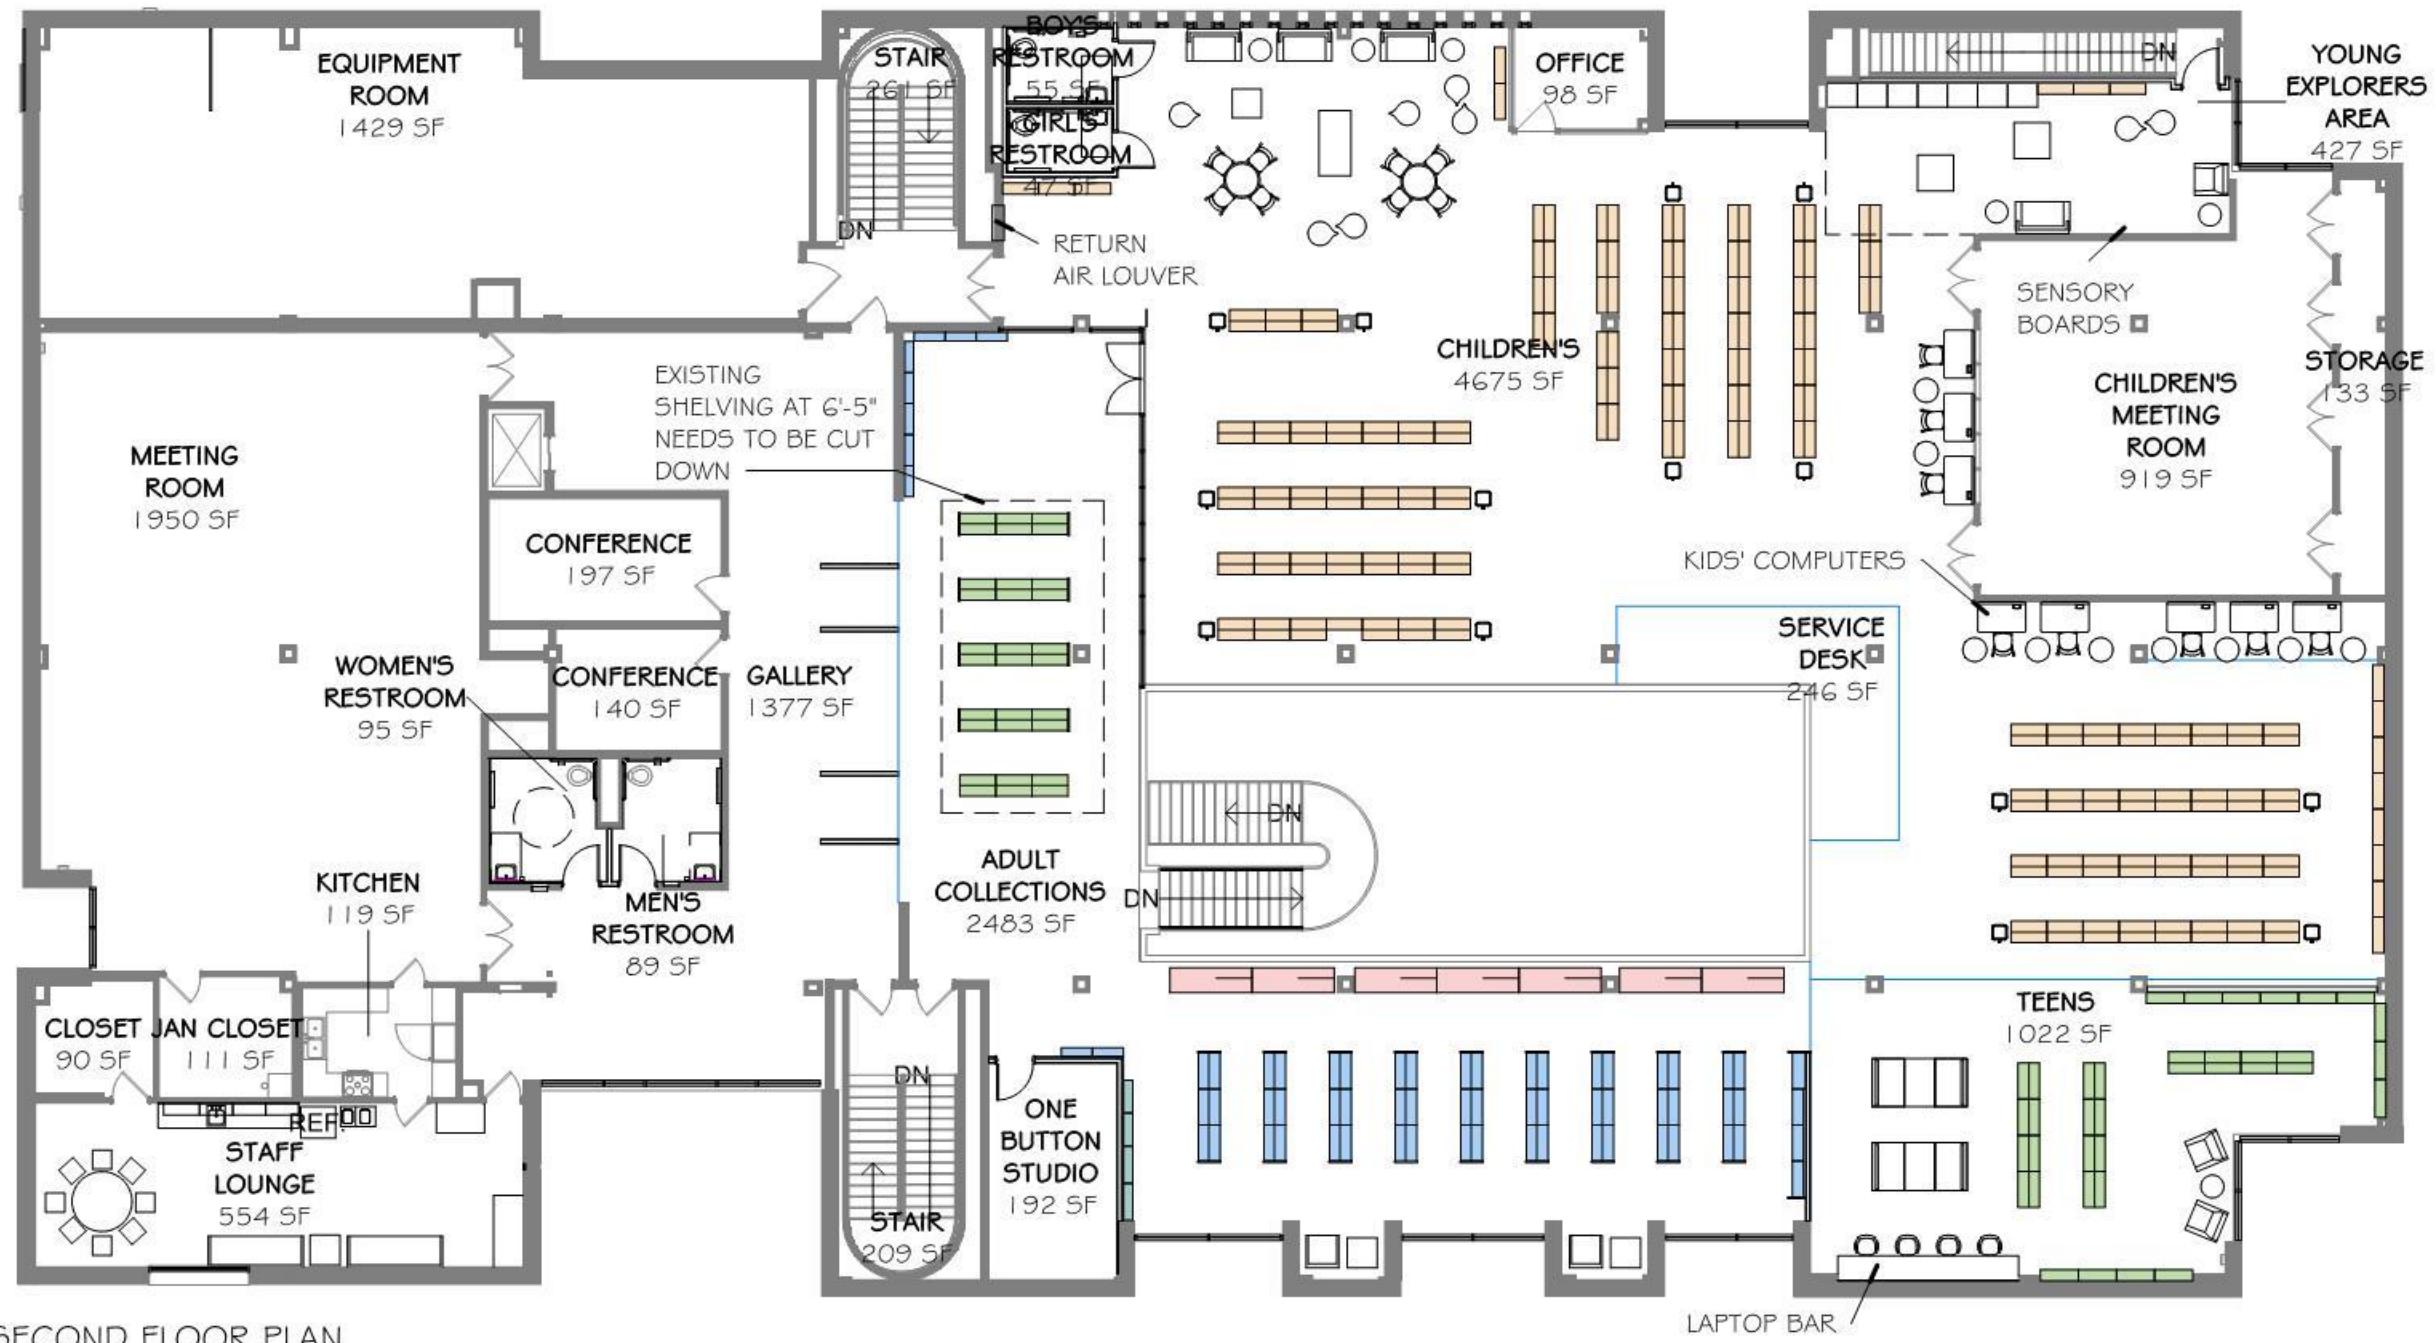 EQUIPMENT
ROOM
1429 SF
STAIR
261 SF
DN
BOY'S
RESTROOM
55 SF
GIRL'S
RESTROOM
47 SF
RETURN
AIR LOUVER
OFFICE
98 SF
DN
YOUNG
EXPLORERS
AREA
427 SF
SENSORY
BOARDS
STORAGE
133 SF
CHILDREN'S
4675 SF
CHILDREN'S
MEETING
ROOM
919 SF
EXISTING
SHELVING AT 6'-5"
NEEDS TO BE CUT
DOWN
MEETING
ROOM
1950 SF
CONFERENCE
197 SF
KIDS' COMPUTERS
WOMEN'S
RESTROOM
95 SF
CONFERENCE
140 SF
GALLERY
1377 SF
SERVICE
DESK
246 SF
DN
DN
ADULT
COLLECTIONS
2483 SF
KITCHEN
119 SF
MEN'S
RESTROOM
89 SF
CLOSET
90 SF
JAN CLOSET
111 SF
TEENS
1022 SF
DN
REF.
STAFF
LOUNGE
554 SF
ONE
BUTTON
STUDIO
192 SF
STAIR
209 SF
LAPTOP BAR
SECOND FLOOR PLAN